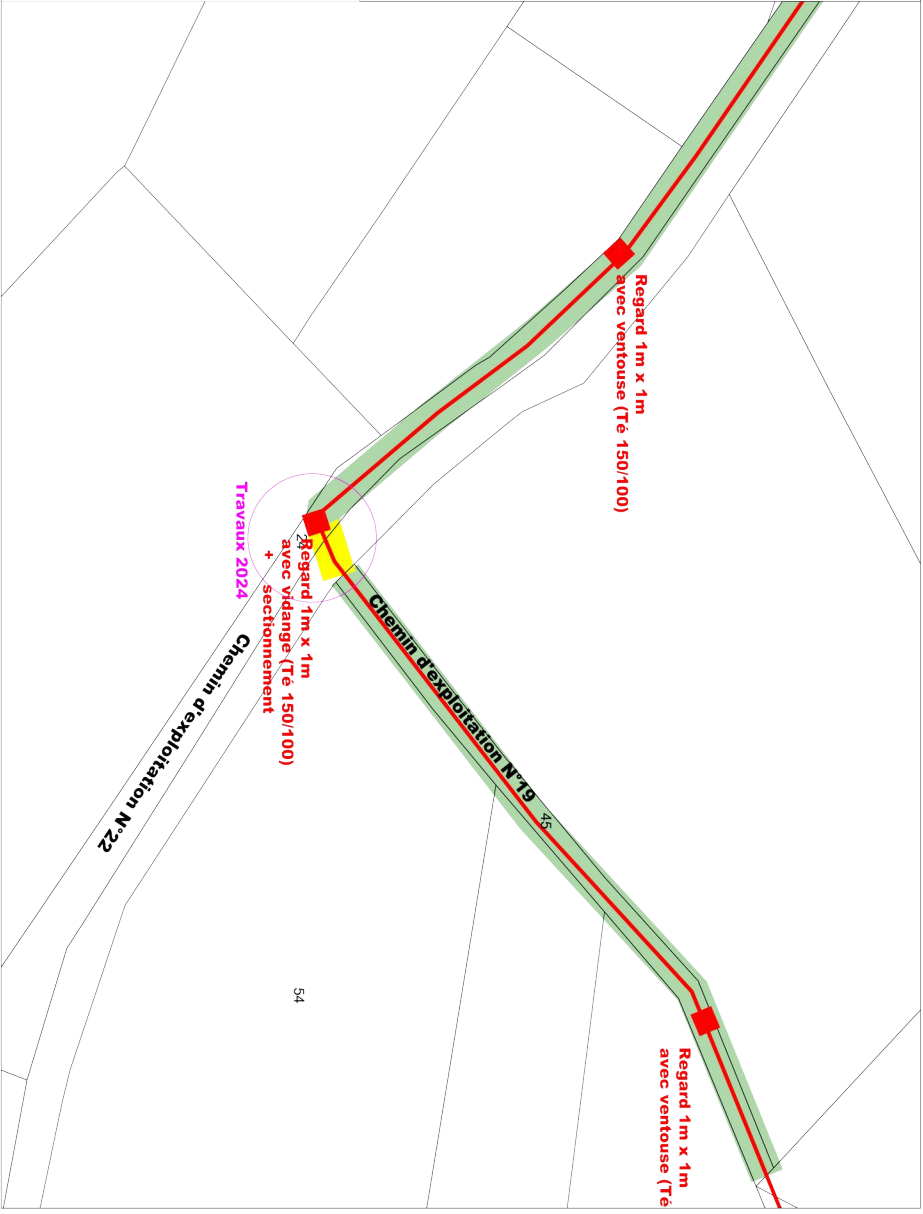 Regard 1m x 1m
avec ventouse (Té 150/100)
Travaux 2024
24
Regard 1m x 1m
avec vidange (Té 150/100)
+ sectionnement
Chemin d'exploitation N°19
45
Chemin d'exploitation N°22
54
Regard 1m x 1m
avec ventouse (Té